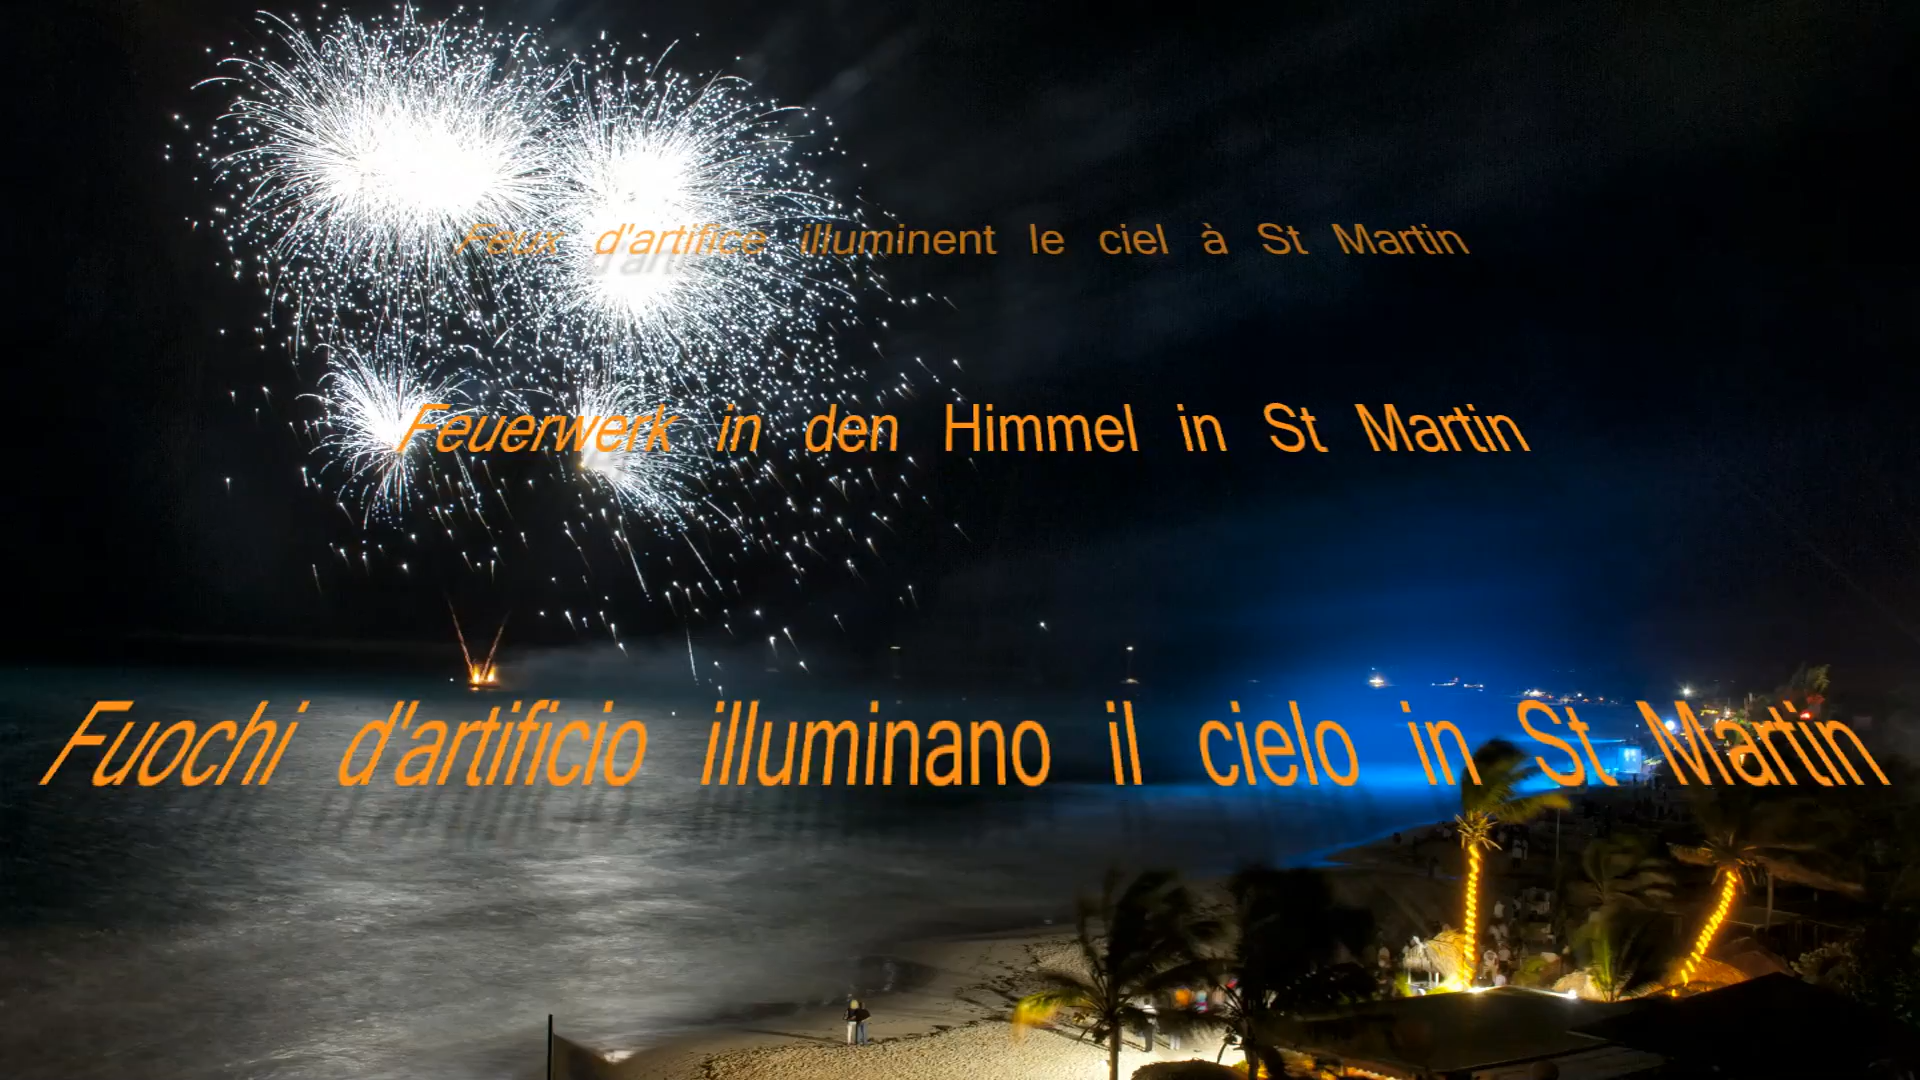 Feux d'artifice illuminent le ciel à St Martin
Feuerwerk in den Himmel in St Martin
Fuochi d'artificio illuminano il cielo in St Martin